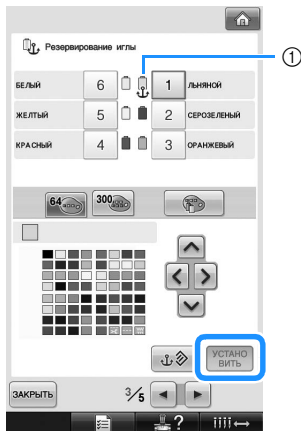 Резервирование иглы
①
БЕЛЫЙ 6 1 ЛЬНЯНОЙ
ЖЕЛТЫЙ 5 2 СЕРОЗЕЛЕНЫЙ
КРАСНЫЙ 4 3 ОРАНЖЕВЫЙ
64 300
УСТАНО
ВИТЬ
ЗАКРЫТЬ 3/5
?